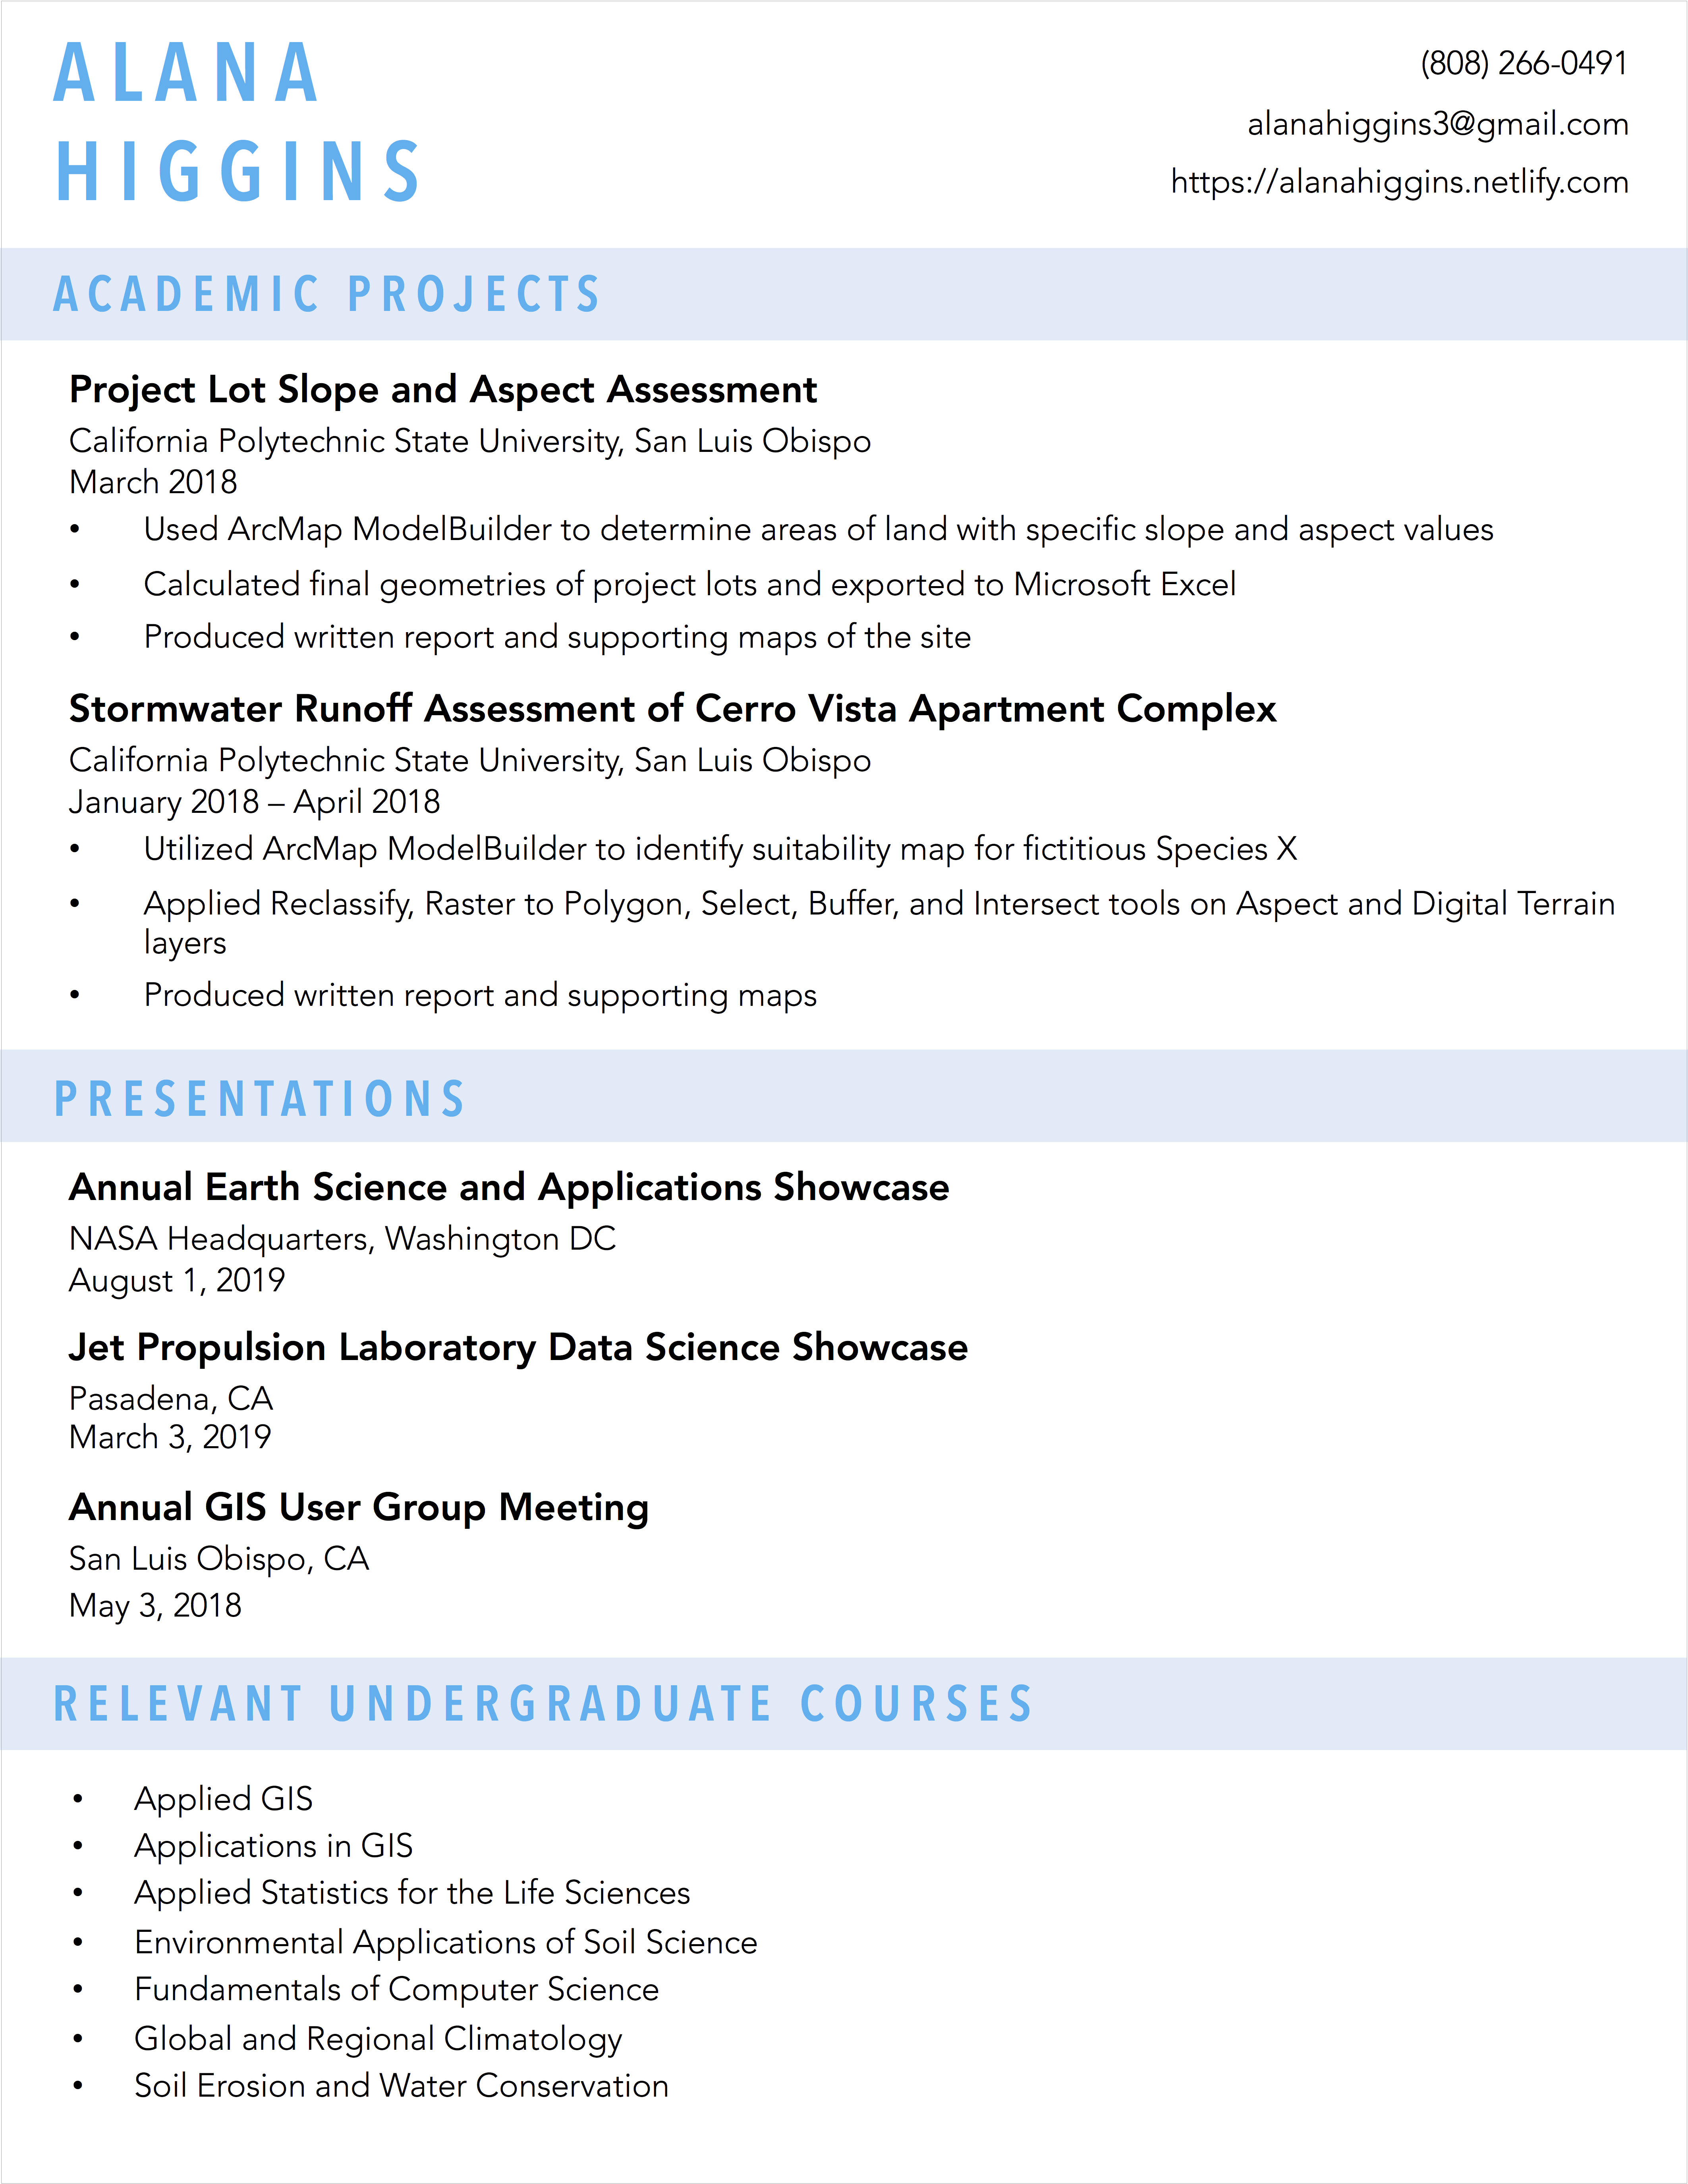 ALANA
HIGGINS
(808) 266-0491
alanahiggins3@gmail.com
https://alanahiggins.netlify.com
ACADEMIC PROJECTS
Project Lot Slope and Aspect Assessment
California Polytechnic State University, San Luis Obispo
March 2018
• Used ArcMap ModelBuilder to determine areas of land with specific slope and aspect values
• Calculated final geometries of project lots and exported to Microsoft Excel
• Produced written report and supporting maps of the site
Stormwater Runoff Assessment of Cerro Vista Apartment Complex
California Polytechnic State University, San Luis Obispo
January 2018 – April 2018
• Utilized ArcMap ModelBuilder to identify suitability map for fictitious Species X
• Applied Reclassify, Raster to Polygon, Select, Buffer, and Intersect tools on Aspect and Digital Terrain
layers
• Produced written report and supporting maps
PRESENTATIONS
Annual Earth Science and Applications Showcase
NASA Headquarters, Washington DC
August 1, 2019
Jet Propulsion Laboratory Data Science Showcase
Pasadena, CA
March 3, 2019
Annual GIS User Group Meeting
San Luis Obispo, CA
May 3, 2018
RELEVANT UNDERGRADUATE COURSES
• Applied GIS
• Applications in GIS
• Applied Statistics for the Life Sciences
• Environmental Applications of Soil Science
• Fundamentals of Computer Science
• Global and Regional Climatology
• Soil Erosion and Water Conservation